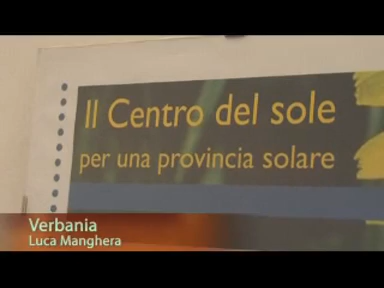 Il Centro del sole
per una provincia solare
Verbania
Luca Manghera